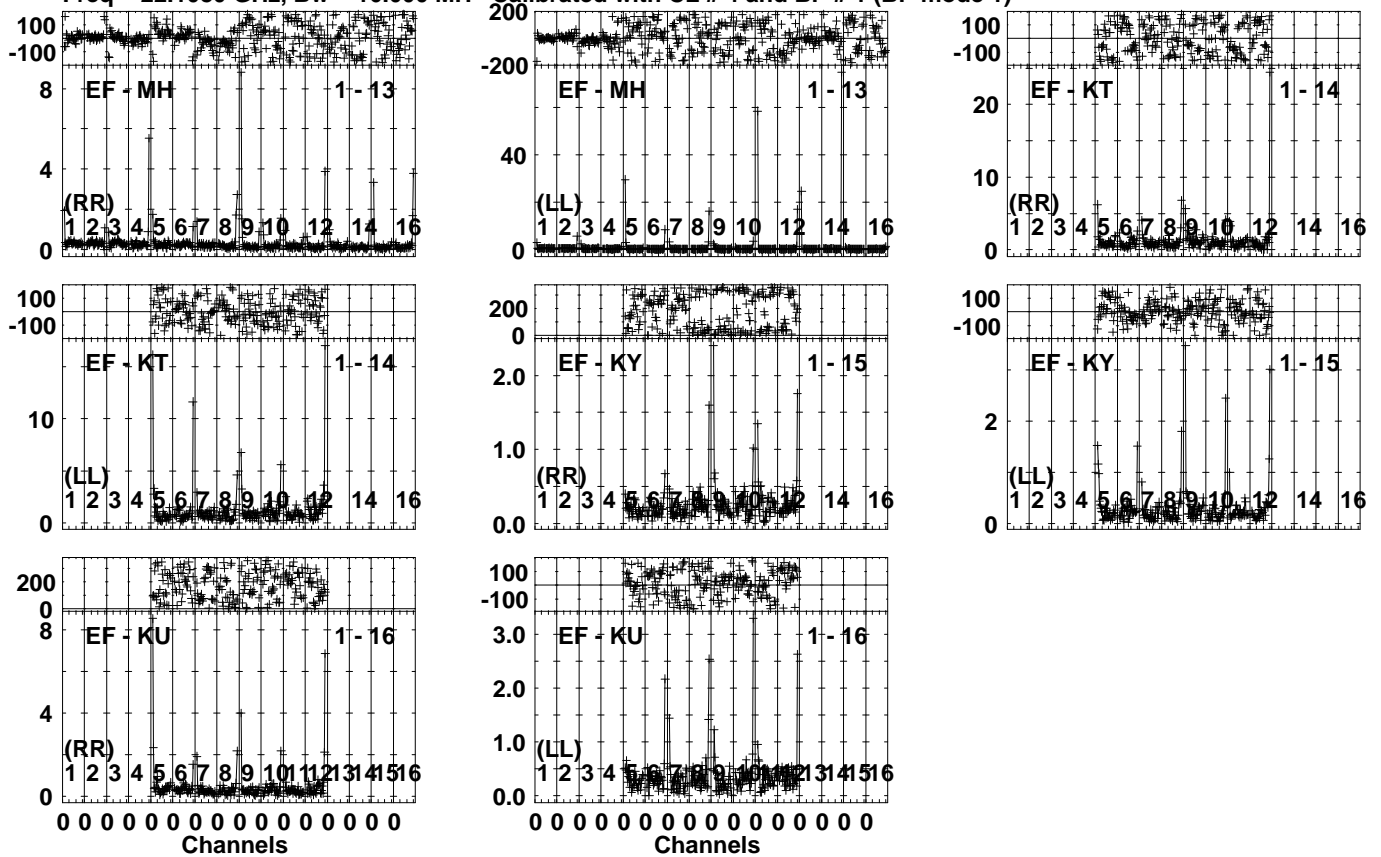 200
100
-100
-200
100
-100
8
4
0
EF - MH
1 - 13
(RR)
1 2 3 4 5 6 7 8 9 10 12 14 16
40
0
EF - MH
1 - 13
(LL)
1 2 3 4 5 6 7 8 9 10 12 14 16
20
10
0
EF - KT
1 - 14
(RR)
1 2 3 4 5 6 7 8 9 10 12 14 16
100
-100
200
0
100
-100
10
0
EF - KT
1 - 14
(LL)
1 2 3 4 5 6 7 8 9 10 12 14 16
2.0
1.0
0.0
EF - KY
1 - 15
(RR)
1 2 3 4 5 6 7 8 9 10 12 14 16
2
0
EF - KY
1 - 15
(LL)
1 2 3 4 5 6 7 8 9 10 12 14 16
200
0
100
-100
8
4
0
EF - KU
1 - 16
(RR)
1 2 3 4 5 6 7 8 9 10 11 12 13 14 15 16
3.0
2.0
1.0
0.0
EF - KU
1 - 16
(LL)
1 2 3 4 5 6 7 8 9 10 11 12 13 14 15 16
0 0 0 0 0 0 0 0 0 0 0 0 0 0 0 0
0 0 0 0 0 0 0 0 0 0 0 0 0 0 0 0
Channels
Channels